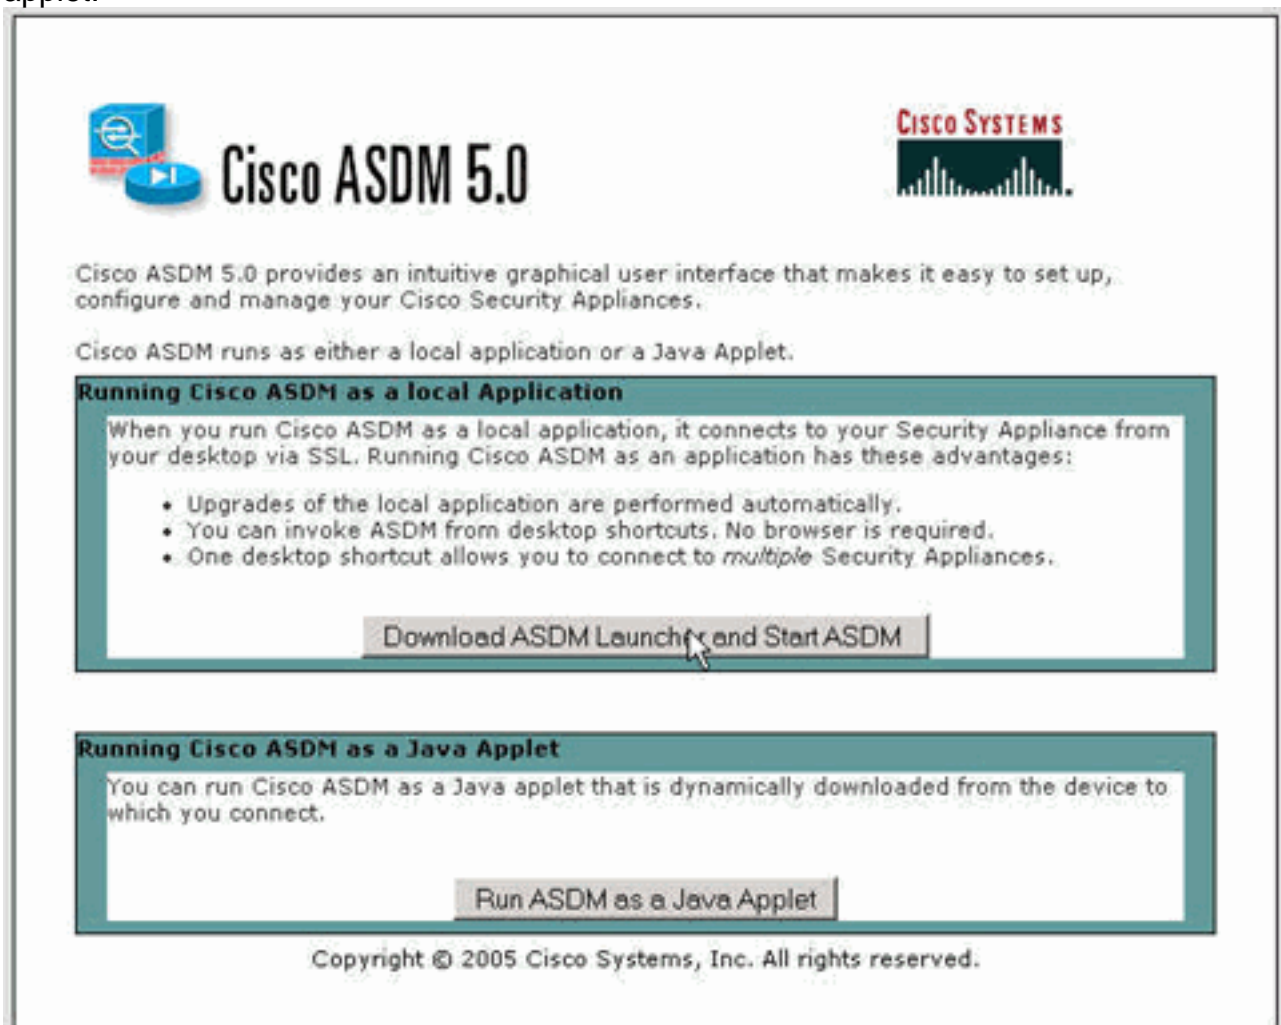 applet.
Cisco ASDM 5.0
CISCO SYSTEMS
Cisco ASDM 5.0 provides an intuitive graphical user interface that makes it easy to set up,
configure and manage your Cisco Security Appliances.
Cisco ASDM runs as either a local application or a Java Applet.
Running Cisco ASDM as a local Application
When you run Cisco ASDM as a local application, it connects to your Security Appliance from
your desktop via SSL. Running Cisco ASDM as an application has these advantages:
• Upgrades of the local application are performed automatically.
• You can invoke ASDM from desktop shortcuts. No browser is required.
• One desktop shortcut allows you to connect to multiple Security Appliances.
Download ASDM Launcher and Start ASDM
Running Cisco ASDM as a Java Applet
You can run Cisco ASDM as a Java applet that is dynamically downloaded from the device to
which you connect.
Run ASDM as a Java Applet
Copyright © 2005 Cisco Systems, Inc. All rights reserved.